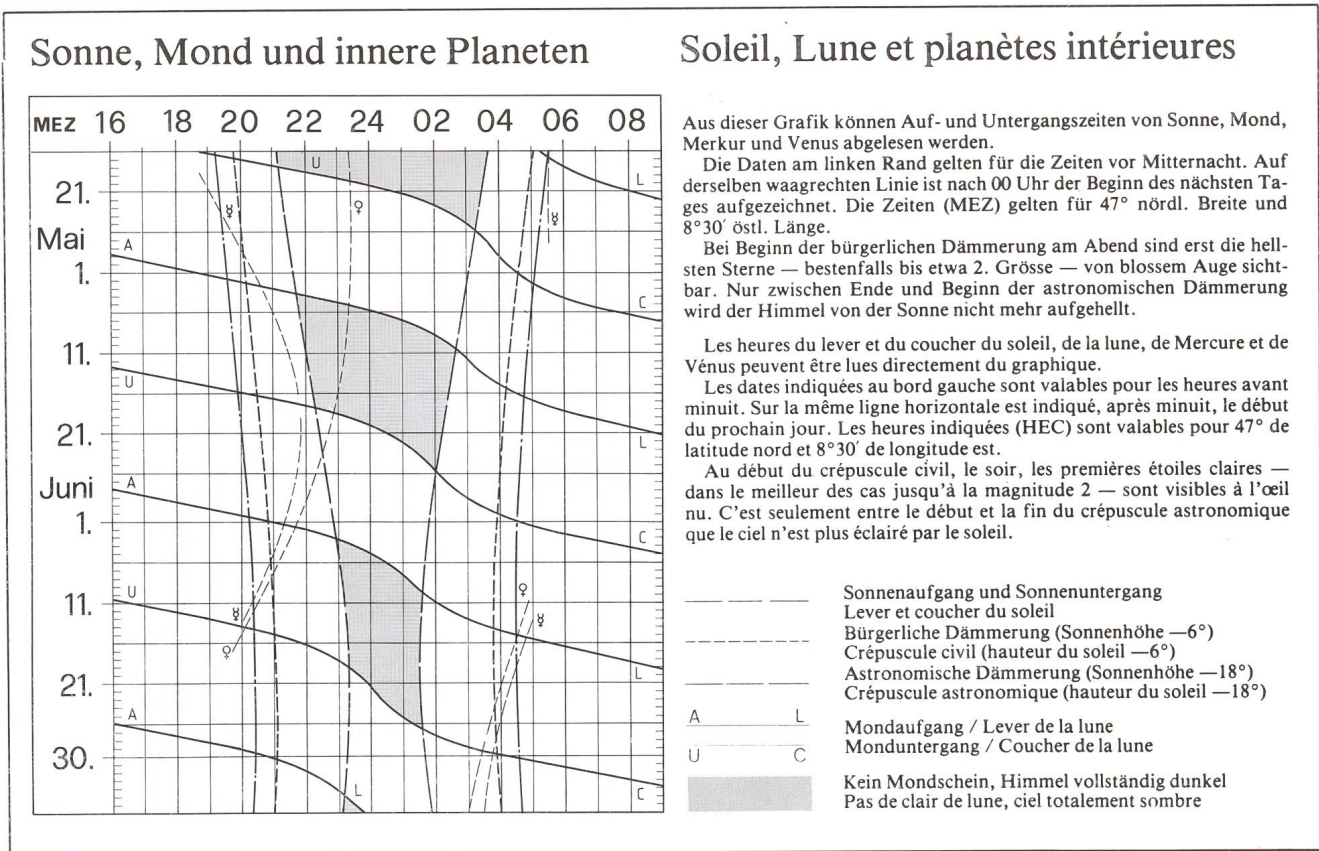 Sonne, Mond und innere Planeten
Soleil, Lune et planètes intérieures
MEZ 16 18 20 22 24 02 04 06 08
U
L
21.
☿
♀
☿
Mai
A
1.
C
11.
U
21.
L
Juni
A
1.
C
♀
11.
U
☿
☿
♀
21.
L
A
30.
L
C
Aus dieser Grafik können Auf- und Untergangszeiten von Sonne, Mond,
Merkur und Venus abgelesen werden.
Die Daten am linken Rand gelten für die Zeiten vor Mitternacht. Auf
derselben waagrechten Linie ist nach 00 Uhr der Beginn des nächsten Ta-
ges aufgezeichnet. Die Zeiten (MEZ) gelten für 47° nördl. Breite und
8°30′ östl. Länge.
Bei Beginn der bürgerlichen Dämmerung am Abend sind erst die hell-
sten Sterne — bestenfalls bis etwa 2. Grösse — von blossem Auge sicht-
bar. Nur zwischen Ende und Beginn der astronomischen Dämmerung
wird der Himmel von der Sonne nicht mehr aufgehellt.
Les heures du lever et du coucher du soleil, de la lune, de Mercure et de
Vénus peuvent être lues directement du graphique.
Les dates indiquées au bord gauche sont valables pour les heures avant
minuit. Sur la même ligne horizontale est indiqué, après minuit, le début
du prochain jour. Les heures indiquées (HEC) sont valables pour 47° de
latitude nord et 8°30′ de longitude est.
Au début du crépuscule civil, le soir, les premières étoiles claires —
dans le meilleur des cas jusqu'à la magnitude 2 — sont visibles à l'œil
nu. C'est seulement entre le début et la fin du crépuscule astronomique
que le ciel n'est plus éclairé par le soleil.
Sonnenaufgang und Sonnenuntergang
Lever et coucher du soleil
Bürgerliche Dämmerung (Sonnenhöhe —6°)
Crépuscule civil (hauteur du soleil —6°)
Astronomische Dämmerung (Sonnenhöhe —18°)
Crépuscule astronomique (hauteur du soleil —18°)
A L
Mondaufgang / Lever de la lune
U C
Monduntergang / Coucher de la lune
Kein Mondschein, Himmel vollständig dunkel
Pas de clair de lune, ciel totalement sombre